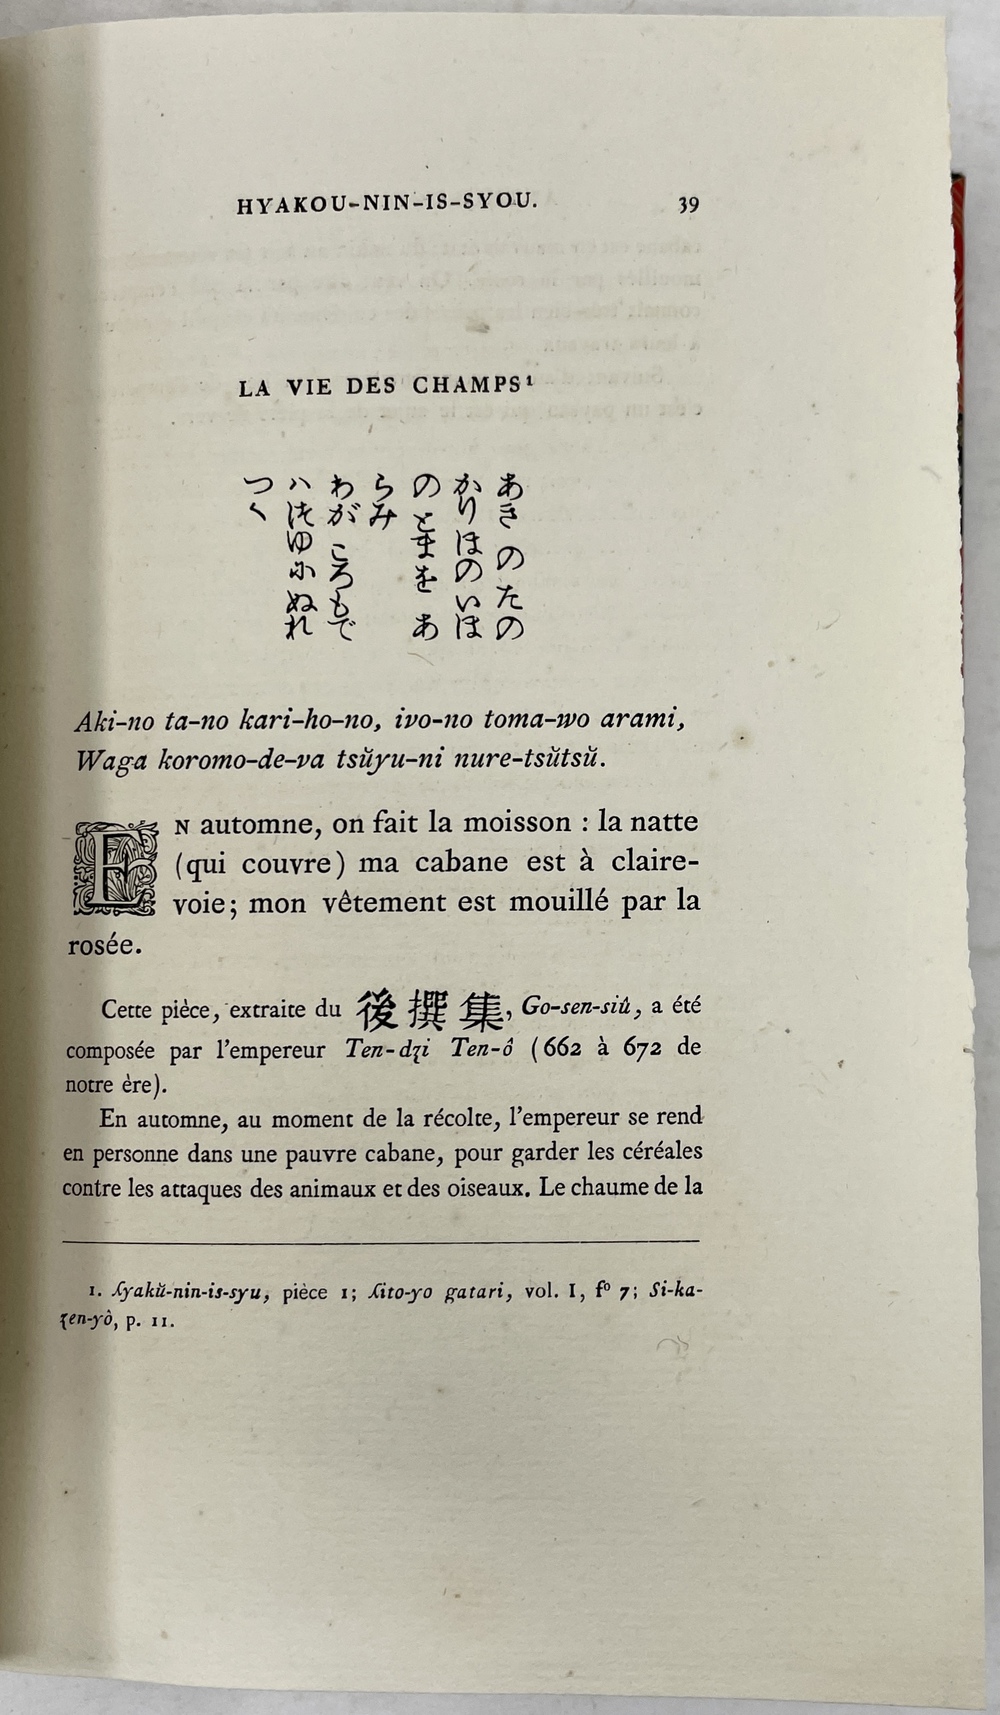 HYAKOU-NIN-IS-SYOU. 39
LA VIE DES CHAMPS¹
あきのたの
かりほのいほ
のとまをあ
らみ
わがころもで
ハつゆにぬれ
つゝ
Aki-no ta-no kari-ho-no, ivo-no toma-wo arami,
Waga koromo-de-va tsŭyu-ni nure-tsŭtsŭ.
EN automne, on fait la moisson : la natte
(qui couvre) ma cabane est à claire-
voie; mon vêtement est mouillé par la
rosée.
Cette pièce, extraite du 後撰集, Go-sen-siû, a été
composée par l'empereur Ten-dzi Ten-ô (662 à 672 de
notre ère).
En automne, au moment de la récolte, l'empereur se rend
en personne dans une pauvre cabane, pour garder les céréales
contre les attaques des animaux et des oiseaux. Le chaume de la
1. Hyakŭ-nin-is-syu, pièce 1; Hito-yo gatari, vol. I, fº 7; Si-ka-
zen-yô, p. 11.